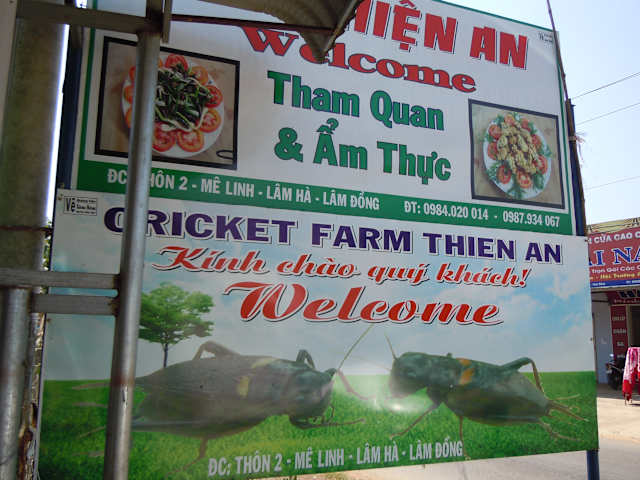 HIỆN AN
Welcome
Tham Quan
& Ẩm Thực
ĐC: THÔN 2 - MÊ LINH - LÂM HÀ - LÂM ĐỒNG ĐT: 0984.020 014 - 0987.934 067
CRICKET FARM THIEN AN
Kính chào quý khách!
Welcome
ĐC: THÔN 2 - MÊ LINH - LÂM HÀ - LÂM ĐỒNG